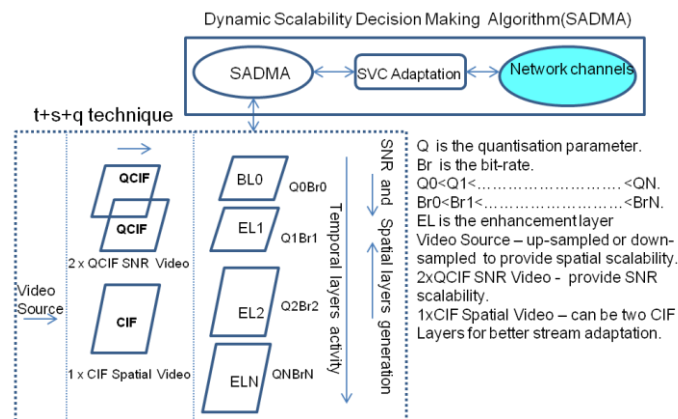 Dynamic Scalability Decision Making Algorithm(SADMA)
SADMA
SVC Adaptation
Network channels
t+s+q technique
QCIF
QCIF
2 x QCIF SNR Video
Video
Source
CIF
1 x CIF Spatial Video
BL0
Q0Br0
EL1
Q1Br1
EL2
Q2Br2
ELN
QNBrN
Temporal layers activity
SNR and
Spatial layers generation
Q is the quantisation parameter.
Br is the bit-rate.
Q0<Q1<……………………… <QN.
Br0<Br1<…………………… <BrN.
EL is the enhancement layer
Video Source – up-sampled or down-
sampled to provide spatial scalability.
2xQCIF SNR Video - provide SNR
scalability.
1xCIF Spatial Video – can be two CIF
Layers for better stream adaptation.